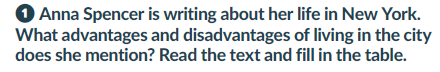 1 Anna Spencer is writing about her life in New York.
What advantages and disadvantages of living in the city
does she mention? Read the text and fill in the table.